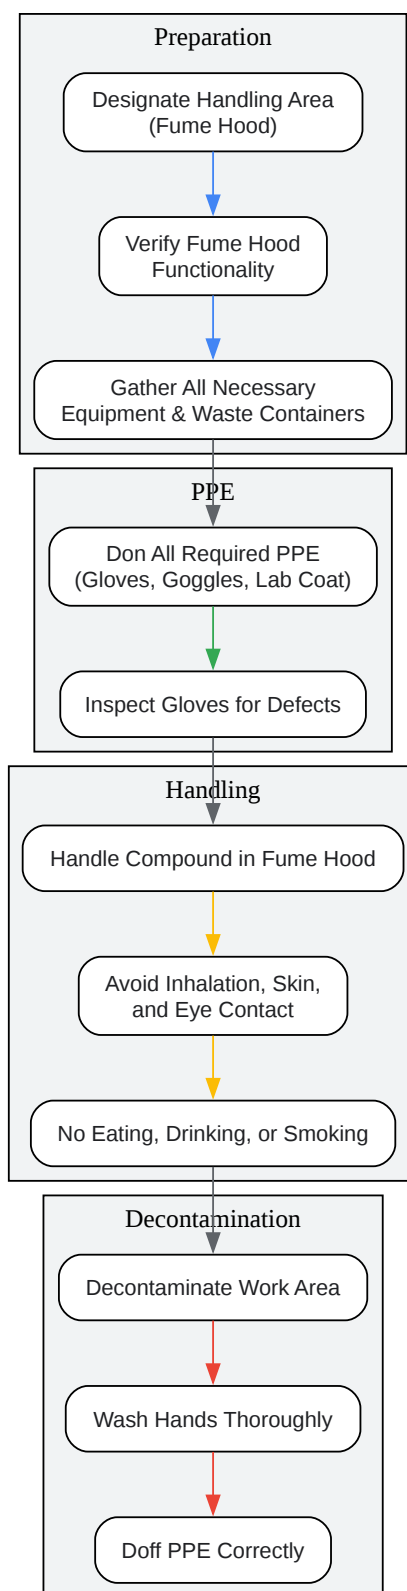 Preparation
Designate Handling Area
(Fume Hood)
Verify Fume Hood
Functionality
Gather All Necessary
Equipment & Waste Containers
PPE
Don All Required PPE
(Gloves, Goggles, Lab Coat)
Inspect Gloves for Defects
Handling
Handle Compound in Fume Hood
Avoid Inhalation, Skin,
and Eye Contact
No Eating, Drinking, or Smoking
Decontamination
Decontaminate Work Area
Wash Hands Thoroughly
Doff PPE Correctly